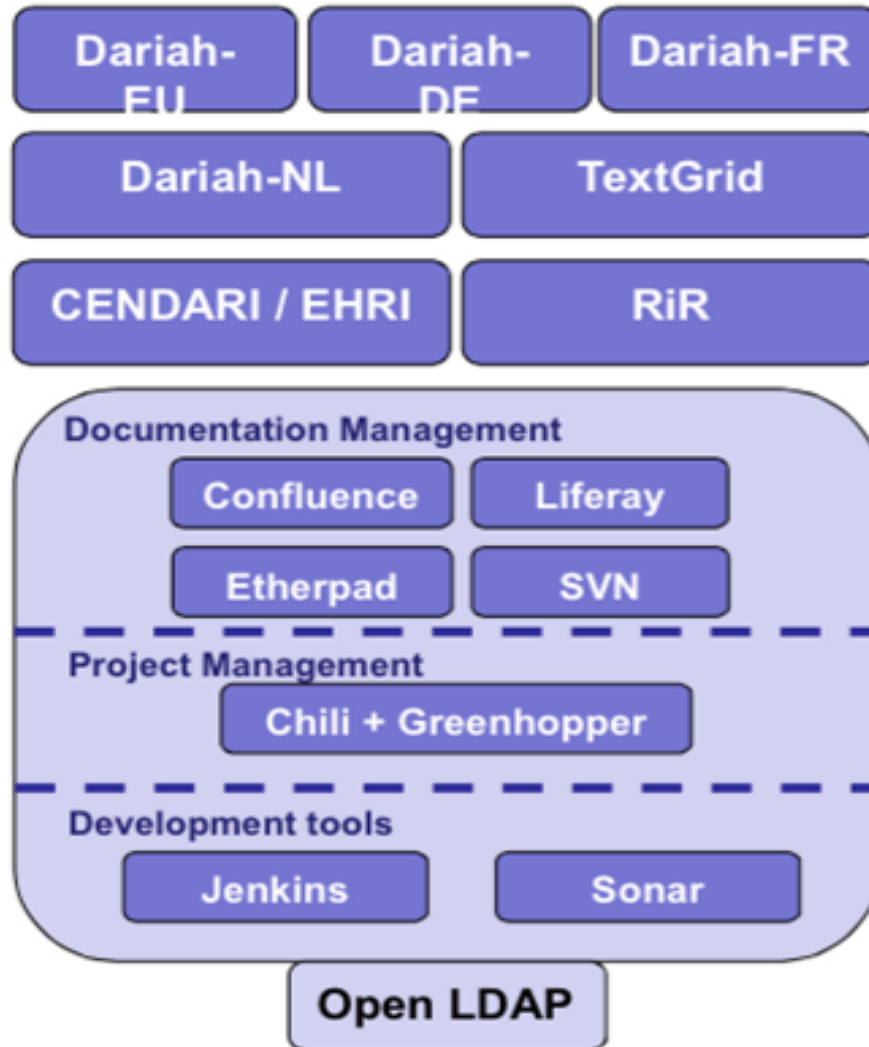 Dariah-
EU
Dariah-
DE
Dariah-FR
Dariah-NL
TextGrid
CENDARI / EHRI
RiR
Documentation Management
Confluence
Liferay
Etherpad
SVN
Project Management
Chili + Greenhopper
Development tools
Jenkins
Sonar
Open LDAP